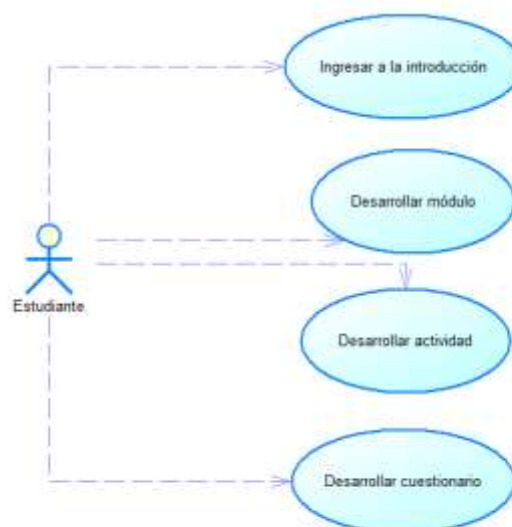 Ingresar a la introducción
Desarrollar módulo
Estudiante
Desarrollar actividad
Desarrollar cuestionario